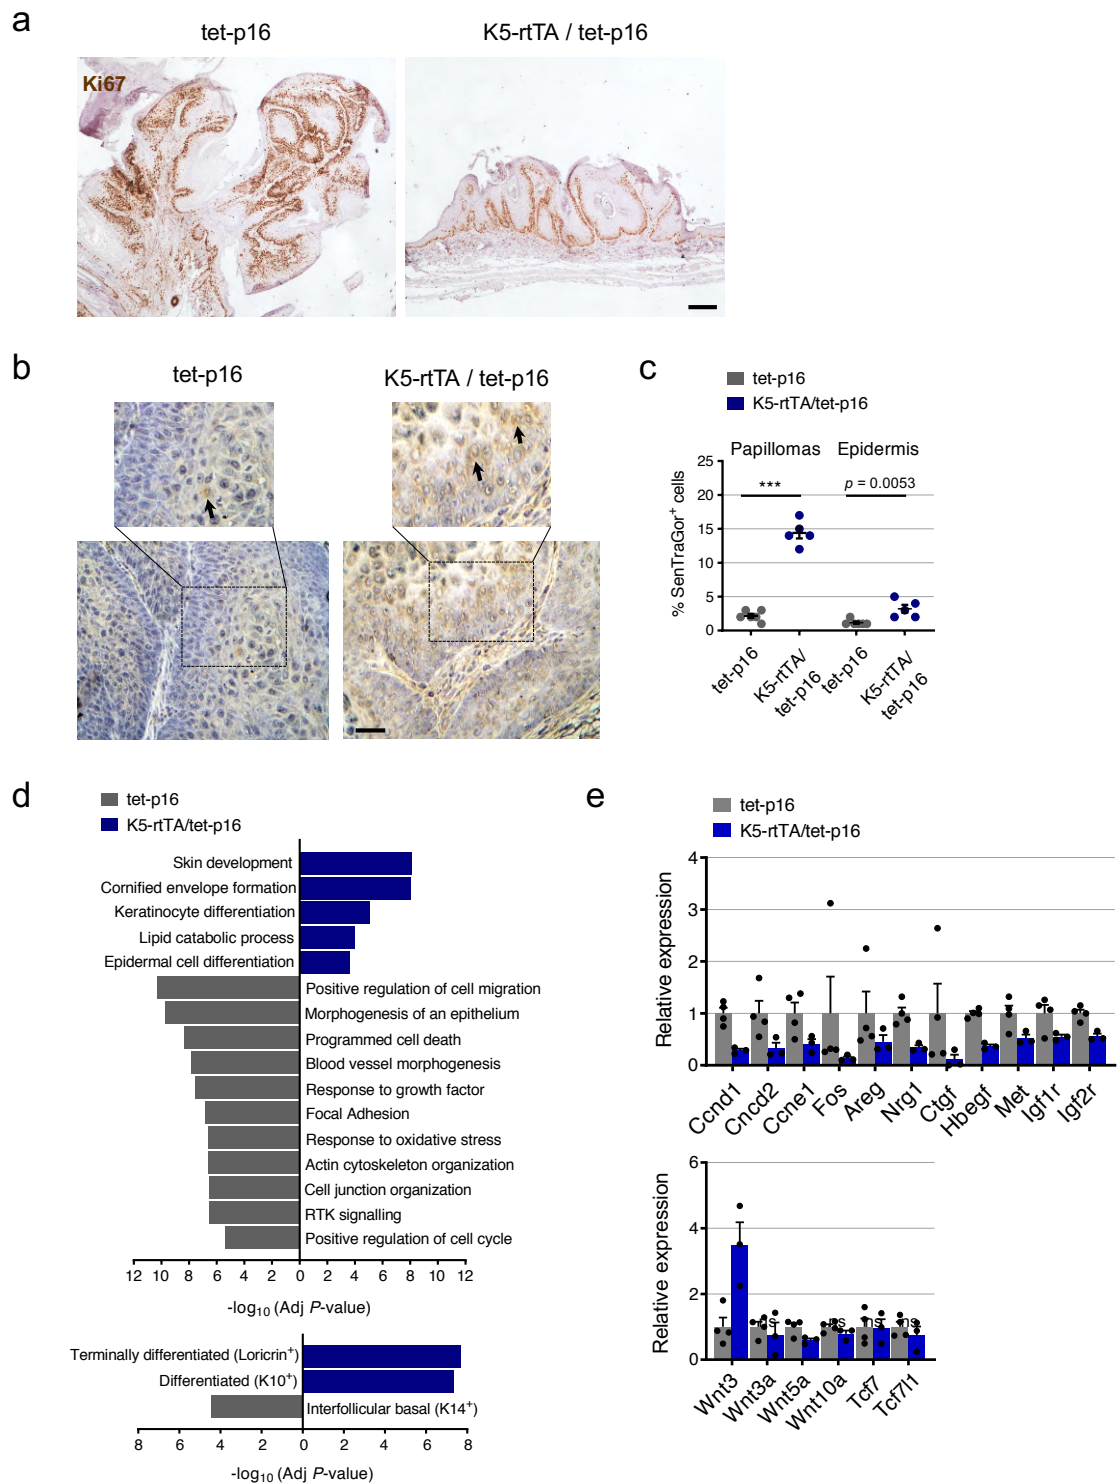 a
tet-p16
K5-rtTA / tet-p16
Ki67
b
tet-p16
K5-rtTA / tet-p16
c
tet-p16
K5-rtTA/tet-p16
Papillomas
Epidermis
***
p = 0.0053
% SenTraGor+ cells
25
20
15
10
5
0
tet-p16
K5-rtTA/
tet-p16
tet-p16
K5-rtTA/
tet-p16
d
tet-p16
K5-rtTA/tet-p16
Skin development
Cornified envelope formation
Keratinocyte differentiation
Lipid catabolic process
Epidermal cell differentiation
Positive regulation of cell migration
Morphogenesis of an epithelium
Programmed cell death
Blood vessel morphogenesis
Response to growth factor
Focal Adhesion
Response to oxidative stress
Actin cytoskeleton organization
Cell junction organization
RTK signalling
Positive regulation of cell cycle
12 10 8 6 4 2 0 2 4 6 8 10 12
-log10 (Adj P-value)
Terminally differentiated (Loricrin+)
Differentiated (K10+)
Interfollicular basal (K14+)
8 6 4 2 0 2 4 6 8
-log10 (Adj P-value)
e
tet-p16
K5-rtTA/tet-p16
Relative expression
4
3
2
1
0
Ccnd1
Cncd2
Ccne1
Fos
Areg
Nrg1
Ctgf
Hbegf
Met
Igf1r
Igf2r
Relative expression
6
4
2
0
ns
ns
ns
ns
Wnt3
Wnt3a
Wnt5a
Wnt10a
Tcf7
Tcf7l1